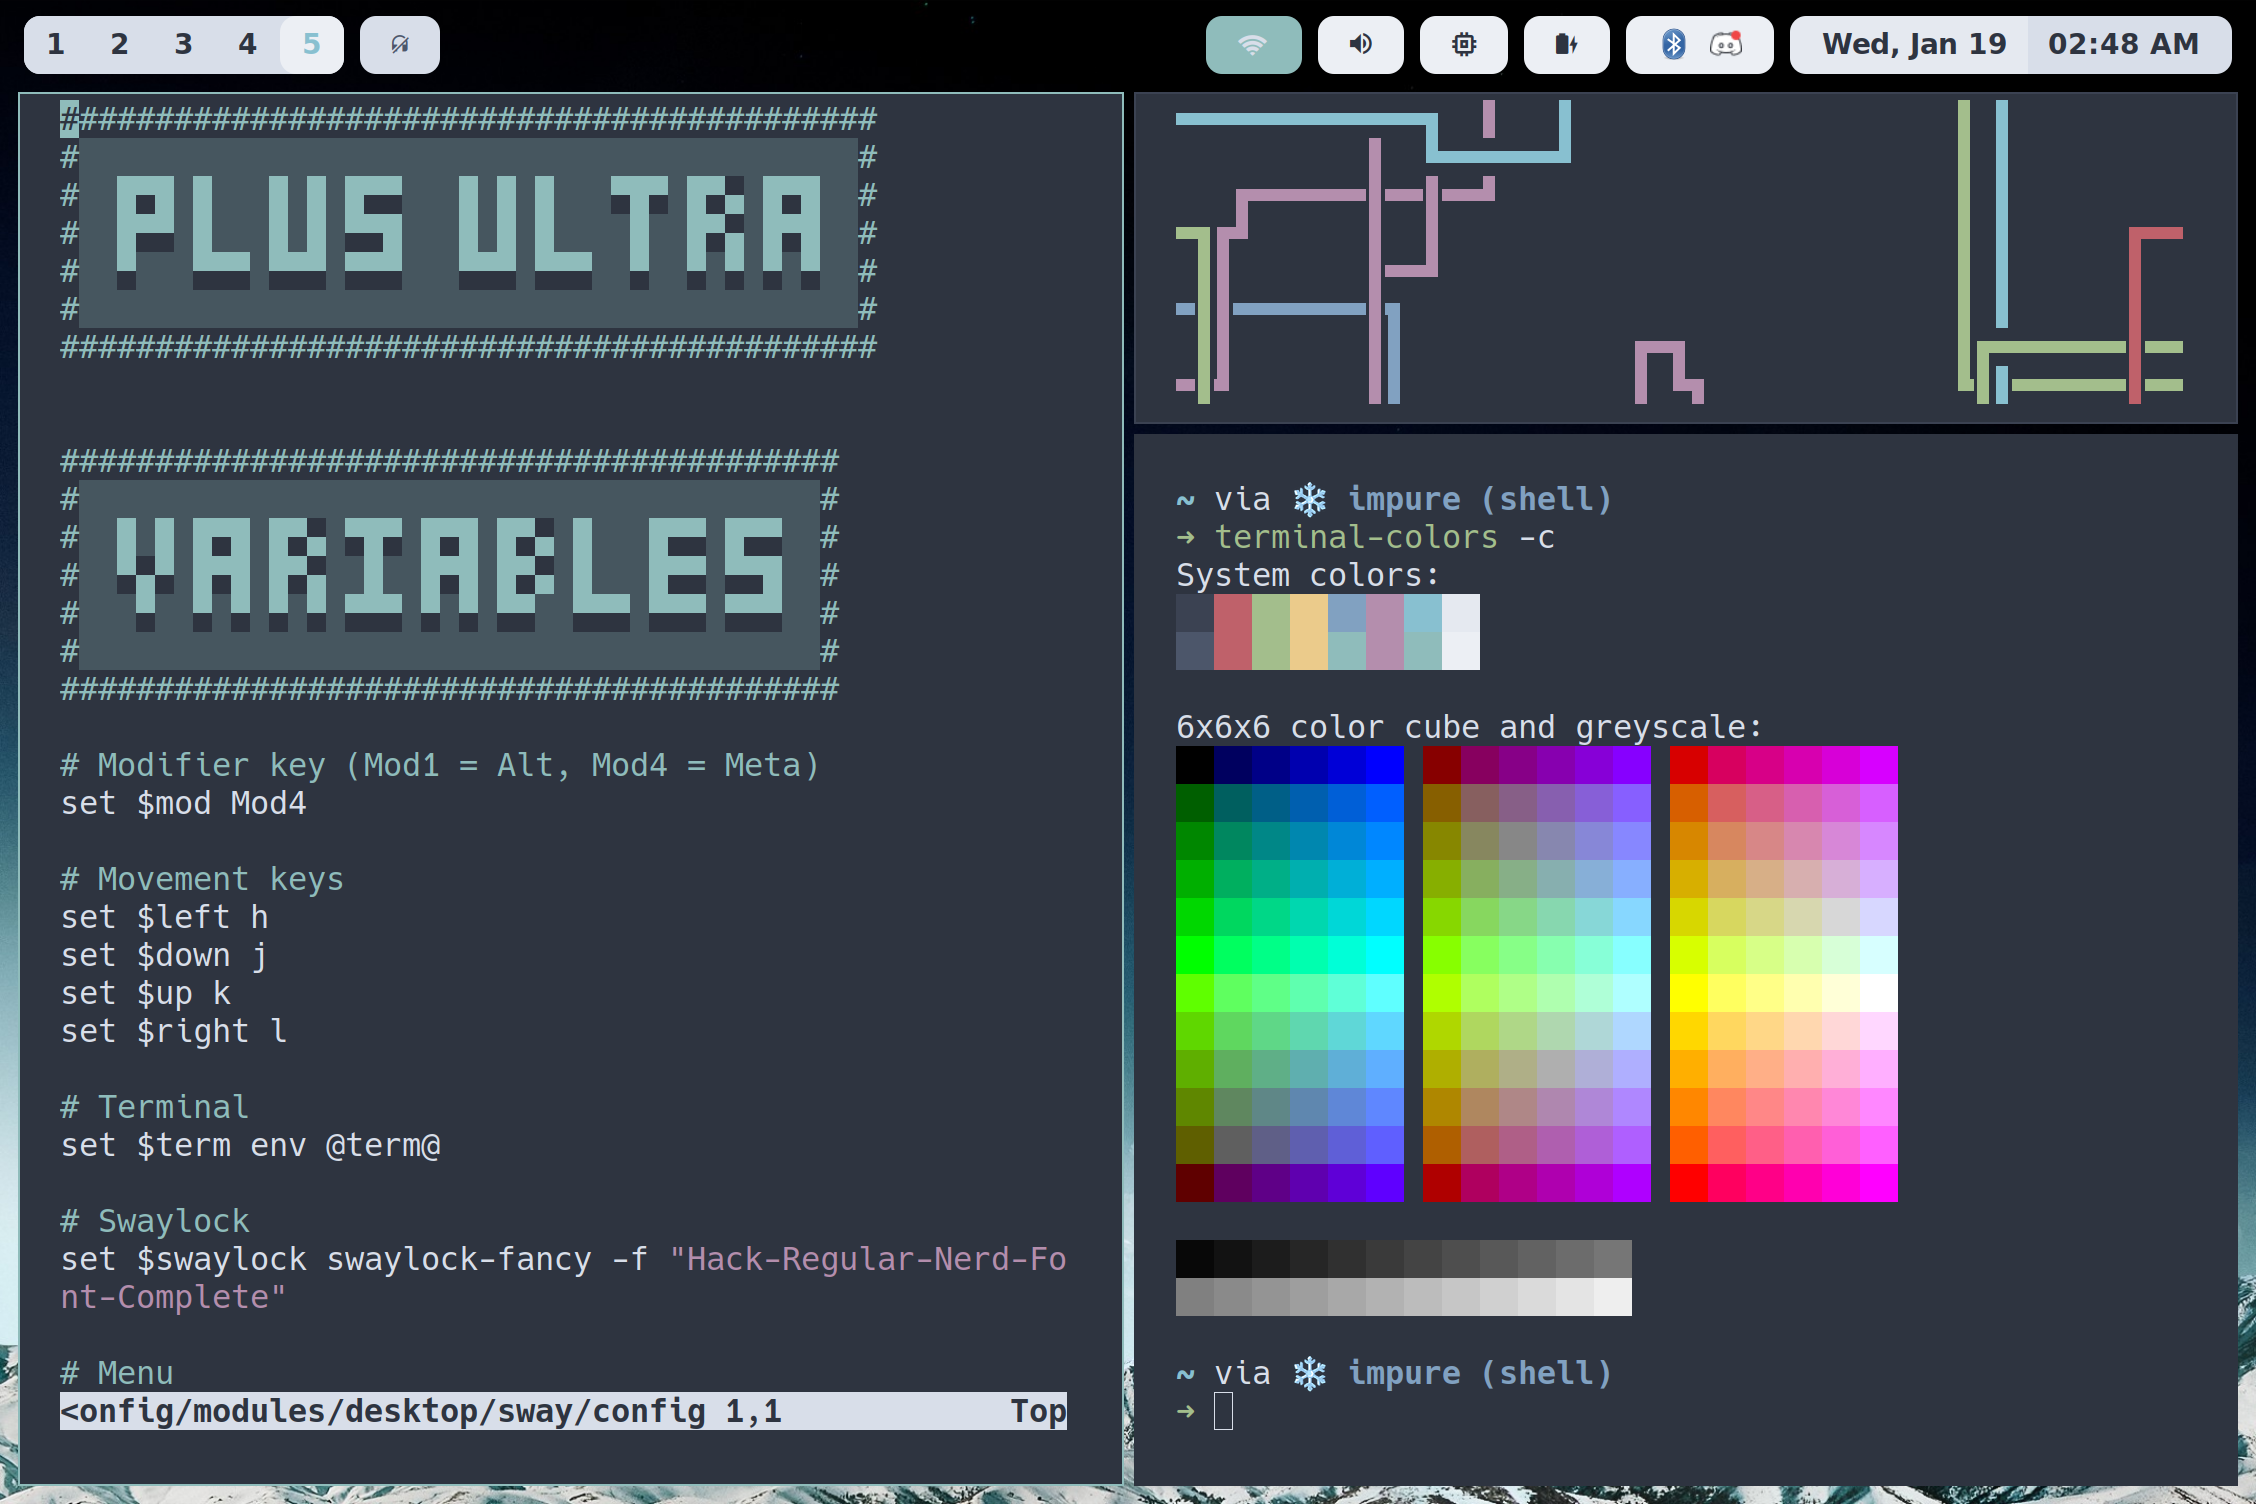 1 2 3 4 5
Wed, Jan 19 02:48 AM
###########################################
# #
# PLUS ULTRA #
# #
# #
# #
###########################################
#########################################
# #
# VARIABLES #
# #
# #
# #
#########################################
# Modifier key (Mod1 = Alt, Mod4 = Meta)
set $mod Mod4
# Movement keys
set $left h
set $down j
set $up k
set $right l
# Terminal
set $term env @term@
# Swaylock
set $swaylock swaylock-fancy -f "Hack-Regular-Nerd-Fo
nt-Complete"
# Menu
<onfig/modules/desktop/sway/config 1,1 Top
~ via ❄️ impure (shell)
➜ terminal-colors -c
System colors:
6x6x6 color cube and greyscale:
~ via ❄️ impure (shell)
➜